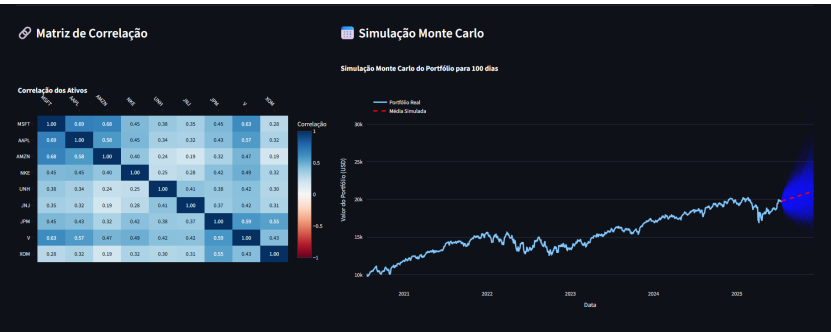 🔗 Matriz de Correlação
Correlação dos Ativos
MSFT AAPL AMZN NKE UNH JNJ JPM V XOM
MSFT 1.00 0.69 0.68 0.45 0.38 0.35 0.45 0.63 0.28
AAPL 0.69 1.00 0.58 0.45 0.34 0.32 0.43 0.57 0.32
AMZN 0.68 0.58 1.00 0.40 0.24 0.19 0.32 0.47 0.19
NKE 0.45 0.45 0.40 1.00 0.25 0.28 0.42 0.49 0.32
UNH 0.38 0.34 0.24 0.25 1.00 0.41 0.38 0.42 0.30
JNJ 0.35 0.32 0.19 0.28 0.41 1.00 0.37 0.42 0.31
JPM 0.45 0.43 0.32 0.42 0.38 0.37 1.00 0.59 0.55
V 0.63 0.57 0.47 0.49 0.42 0.42 0.59 1.00 0.43
XOM 0.28 0.32 0.19 0.32 0.30 0.31 0.55 0.43 1.00
Correlação
1
0.5
0
−0.5
−1
Simulação Monte Carlo
Simulação Monte Carlo do Portfólio para 100 dias
Portfólio Real
Média Simulada
Valor do Portfólio (USD)
30k
25k
20k
15k
10k
2021 2022 2023 2024 2025
Data